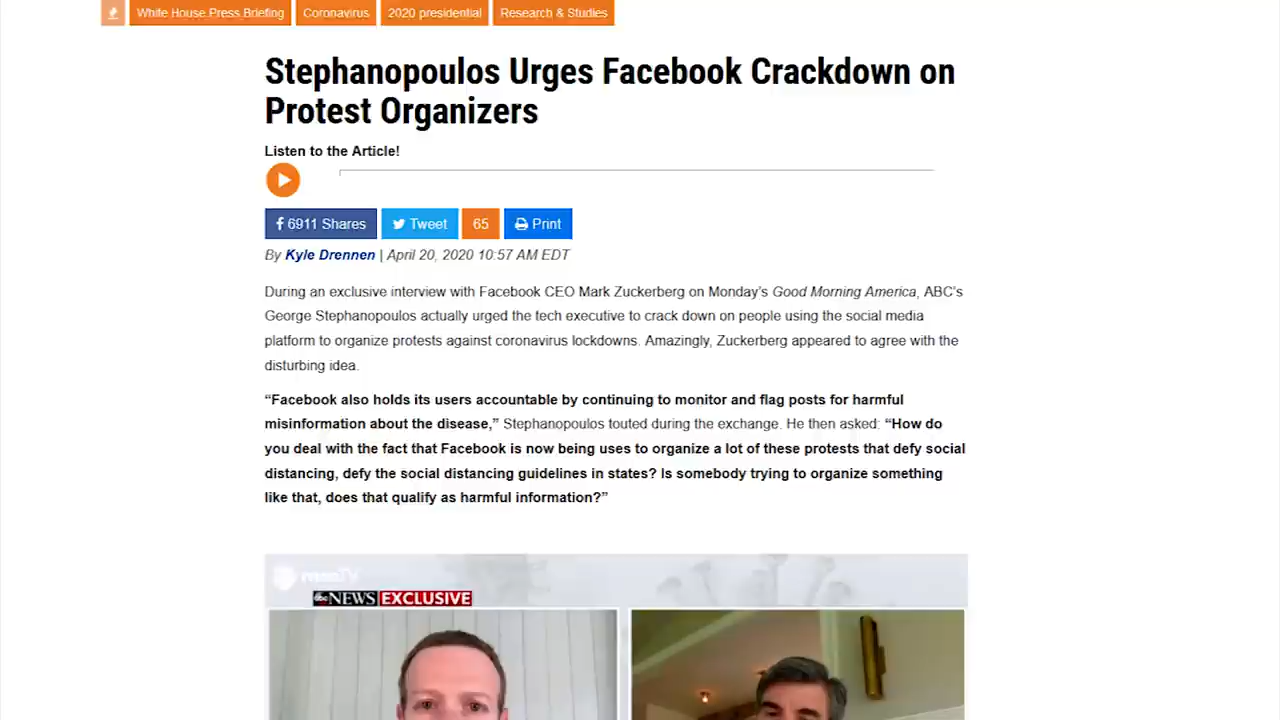 White House Press Briefing Coronavirus 2020 presidential Research & Studies
Stephanopoulos Urges Facebook Crackdown on
Protest Organizers
Listen to the Article!
6911 Shares Tweet 65 Print
By Kyle Drennen | April 20, 2020 10:57 AM EDT
During an exclusive interview with Facebook CEO Mark Zuckerberg on Monday’s Good Morning America, ABC’s
George Stephanopoulos actually urged the tech executive to crack down on people using the social media
platform to organize protests against coronavirus lockdowns. Amazingly, Zuckerberg appeared to agree with the
disturbing idea.
“Facebook also holds its users accountable by continuing to monitor and flag posts for harmful
misinformation about the disease,” Stephanopoulos touted during the exchange. He then asked: “How do
you deal with the fact that Facebook is now being uses to organize a lot of these protests that defy social
distancing, defy the social distancing guidelines in states? Is somebody trying to organize something
like that, does that qualify as harmful information?”
abc NEWS EXCLUSIVE